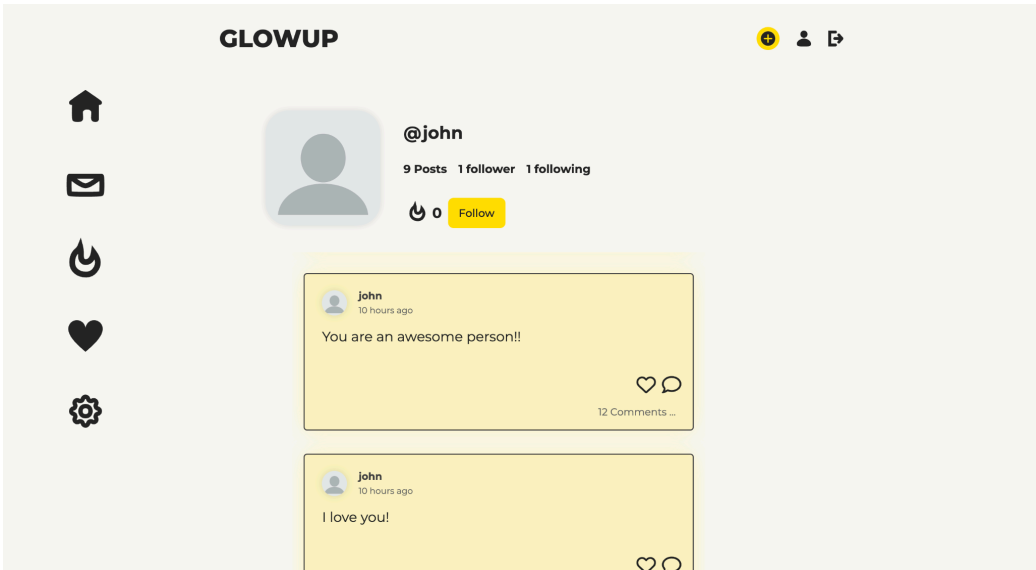 GLOWUP
@john
9 Posts 1 follower 1 following
0 Follow
john
10 hours ago
You are an awesome person!!
12 Comments ...
john
10 hours ago
I love you!